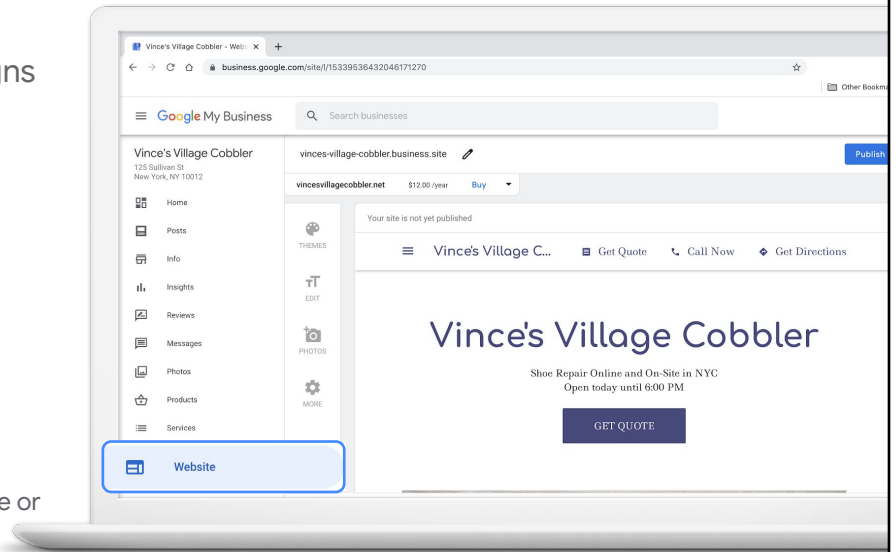 gns
e or
Vince's Village Cobbler - Webs
business.google.com/site/l/15339536432046171270
Other Bookma
Google My Business
Search businesses
Vince's Village Cobbler
125 Sullivan St
New York, NY 10012
Home
Posts
Info
Insights
Reviews
Messages
Photos
Products
Services
Website
vinces-village-cobbler.business.site
Publish
vincesvillagecobbler.net $12.00 /year Buy
THEMES
EDIT
PHOTOS
MORE
Your site is not yet published
Vince's Village C... Get Quote Call Now Get Directions
Vince's Village Cobbler
Shoe Repair Online and On-Site in NYC
Open today until 6:00 PM
GET QUOTE